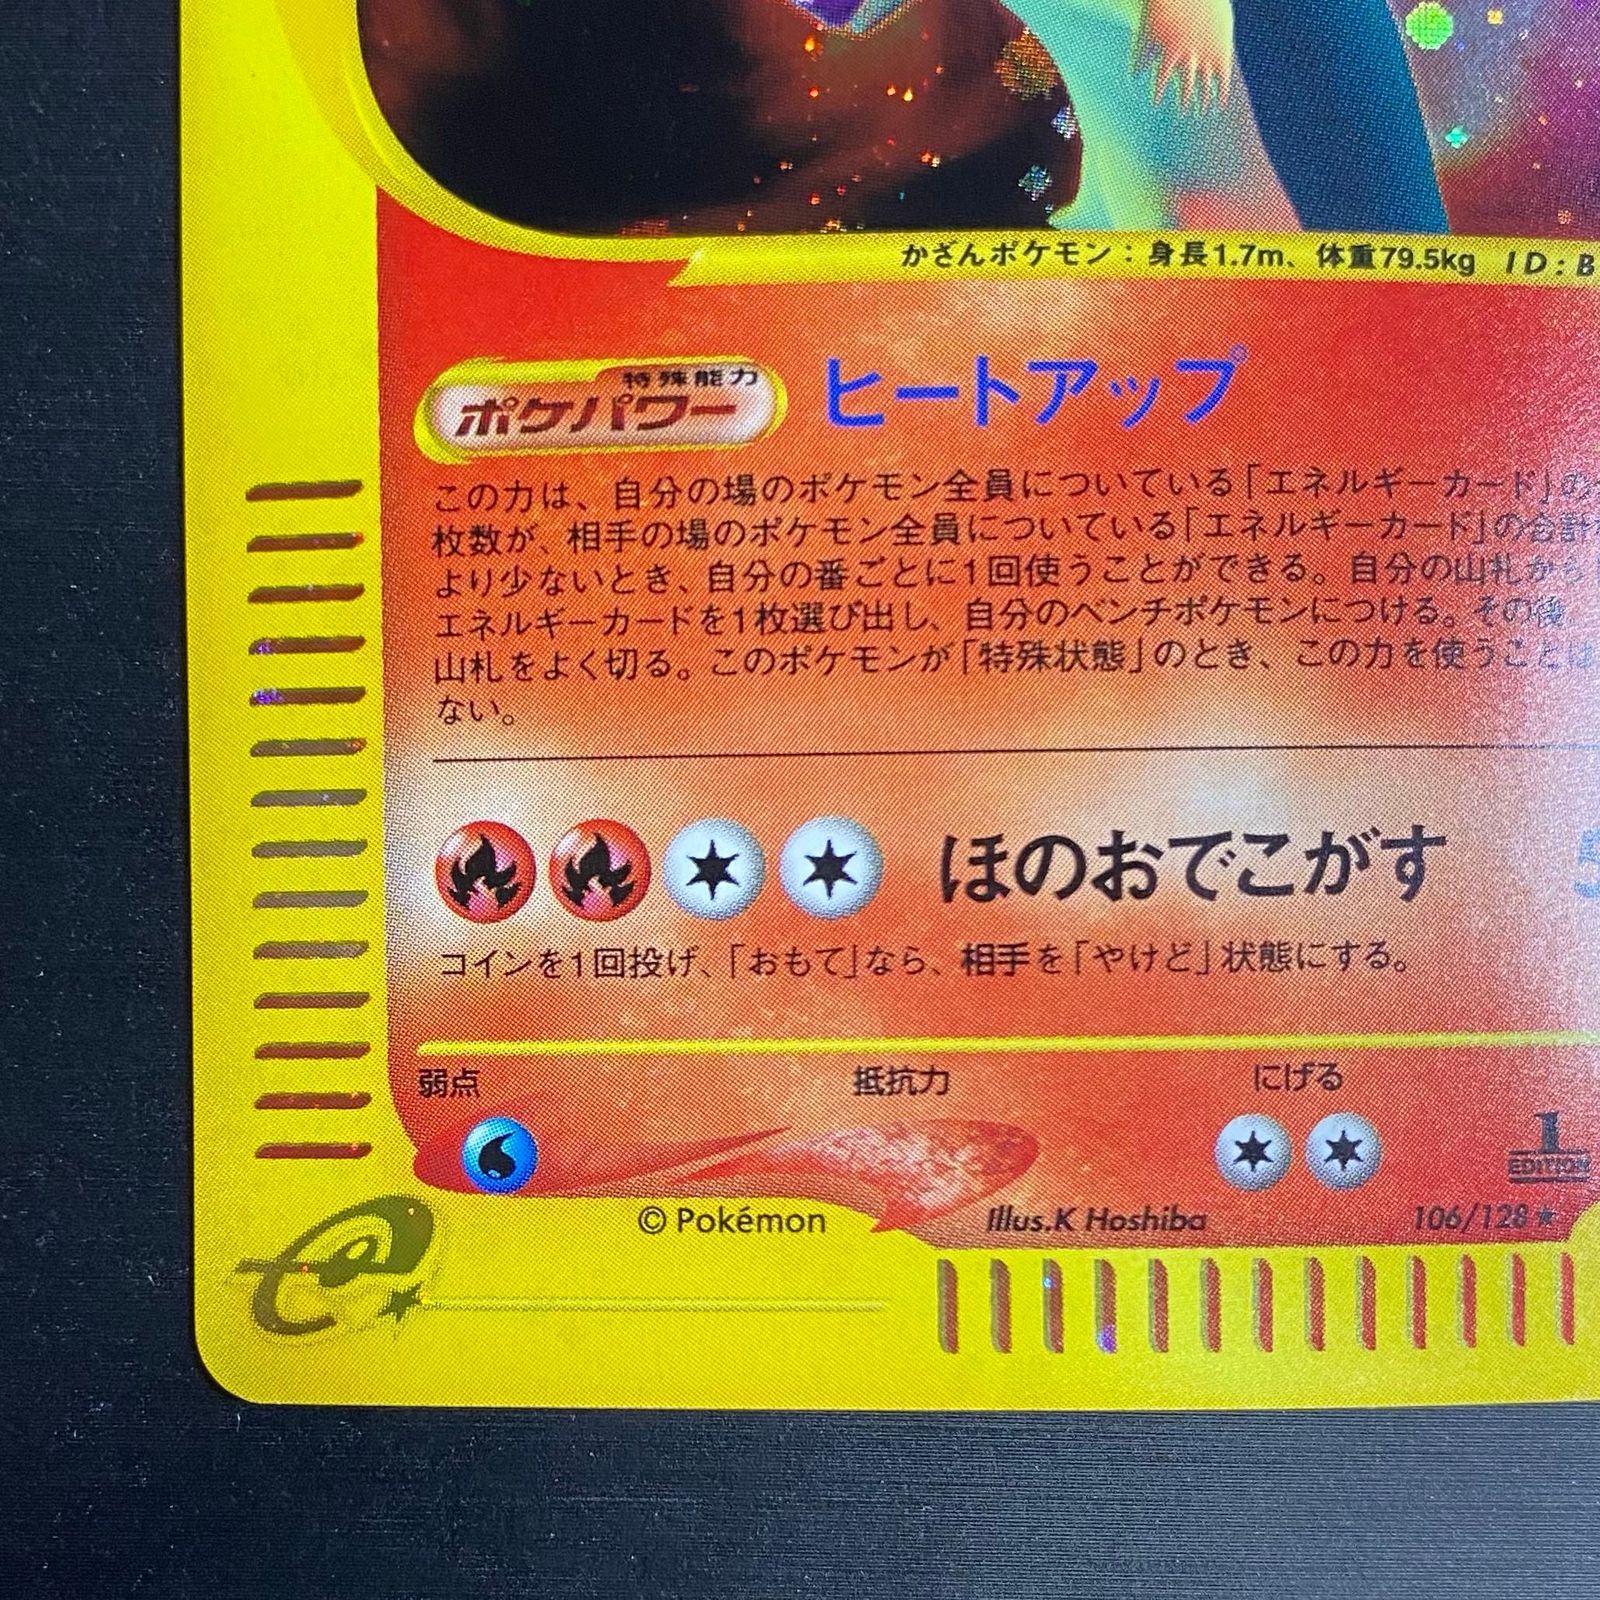 かざんポケモン：身長1.7m、体重79.5kg ID:B
特殊能力
ポケパワー ヒートアップ
この力は、自分の場のポケモン全員についている「エネルギーカード」の
枚数が、相手の場のポケモン全員についている「エネルギーカード」の合計
より少ないとき、自分の番ごとに1回使うことができる。自分の山札から
エネルギーカードを1枚選び出し、自分のベンチポケモンにつける。その後、
山札をよく切る。このポケモンが「特殊状態」のとき、この力を使うことは
ない。
ほのおでこがす 5
コインを1回投げ、「おもて」なら、相手を「やけど」状態にする。
弱点 抵抗力 にげる
1 EDITION
© Pokémon Illus.K Hoshiba 106/128 ★
e